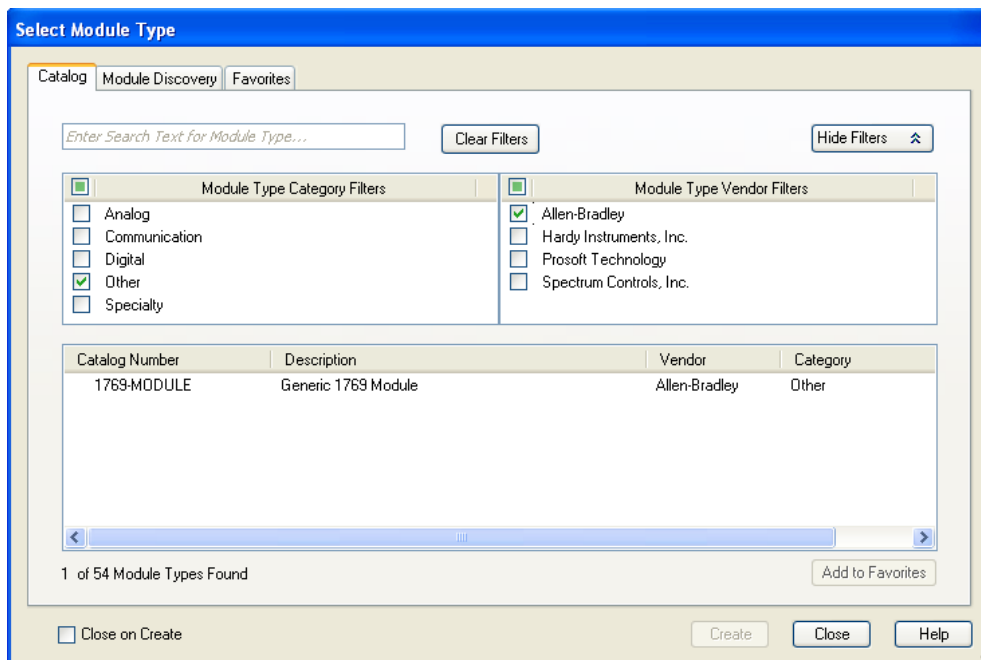 Select Module Type
Catalog Module Discovery Favorites
Enter Search Text for Module Type... Clear Filters Hide Filters
Module Type Category Filters Module Type Vendor Filters
Analog Allen-Bradley
Communication Hardy Instruments, Inc.
Digital Prosoft Technology
Other Spectrum Controls, Inc.
Specialty
Catalog Number Description Vendor Category
1769-MODULE Generic 1769 Module Allen-Bradley Other
1 of 54 Module Types Found Add to Favorites
Close on Create Create Close Help